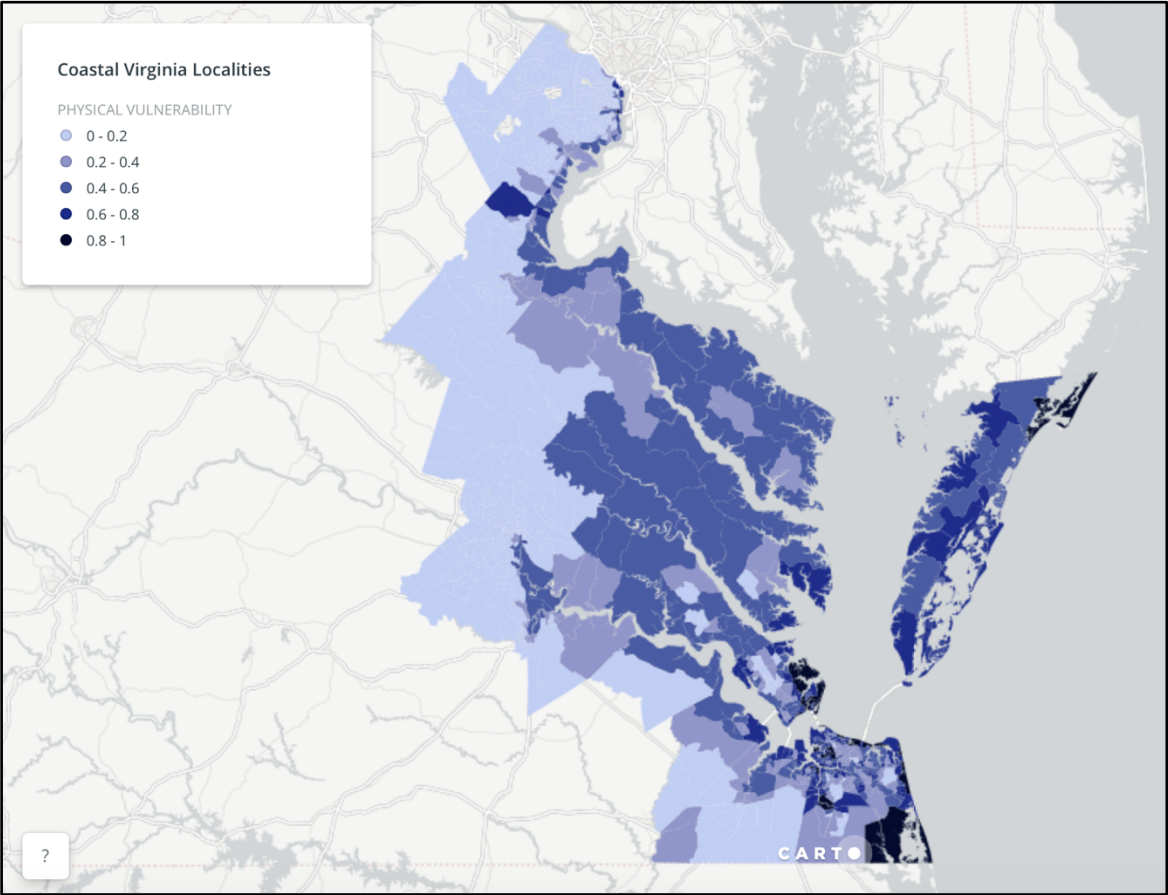 Coastal Virginia Localities
PHYSICAL VULNERABILITY
0 - 0.2
0.2 - 0.4
0.4 - 0.6
0.6 - 0.8
0.8 - 1
?
CARTO